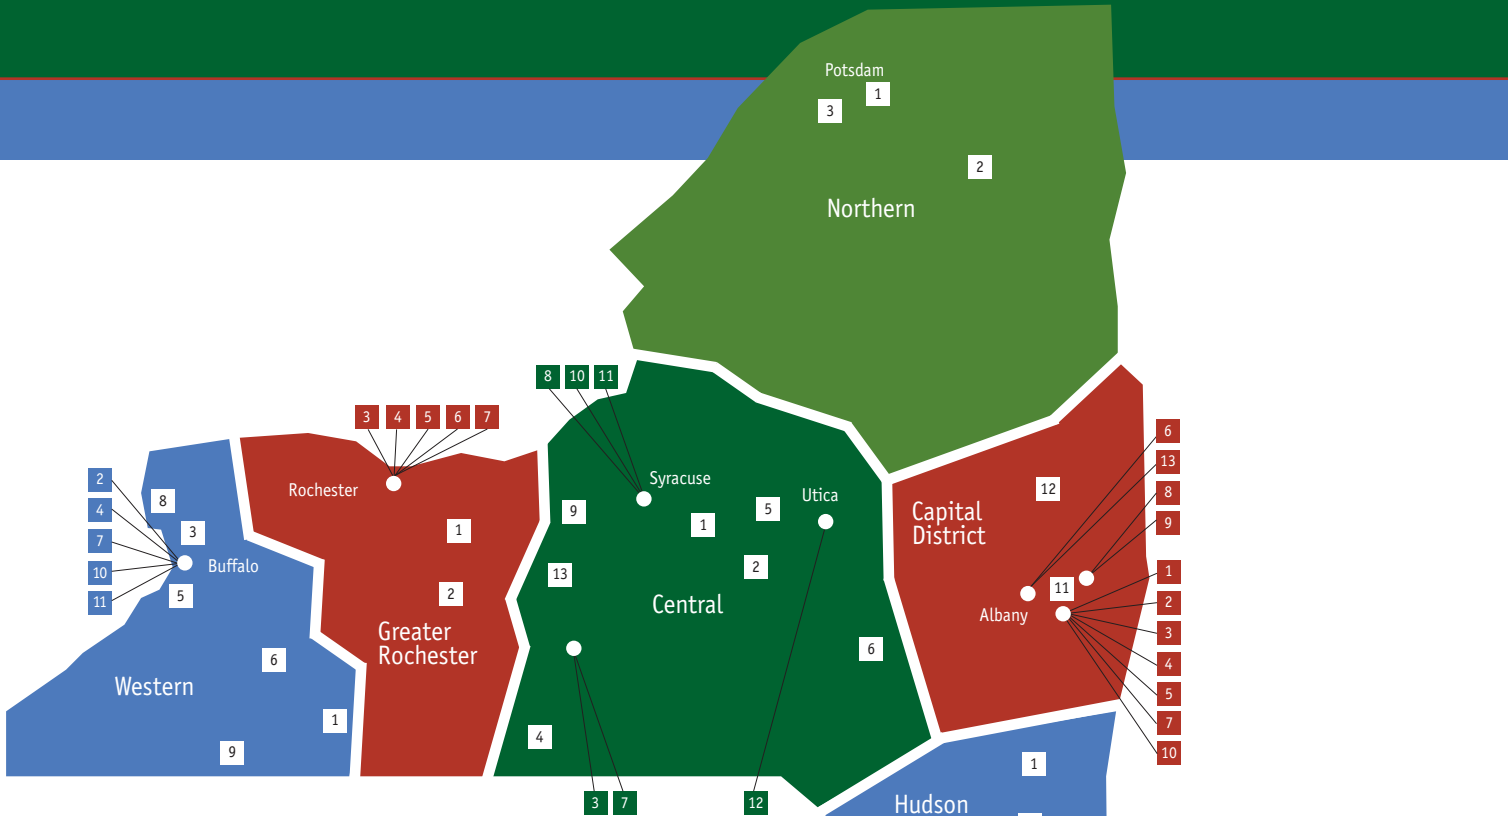 Potsdam
1
3
2
Northern
8 10 11
3 4 5 6 7
6
13
8
9
2
4
7
10
11
8
3
Buffalo
5
6
Western
1
9
Rochester
1
2
Greater
Rochester
Syracuse
Utica
9
1
5
13
2
Central
6
4
3 7
12
12
Capital
District
11
Albany
1
2
3
4
5
7
10
1
Hudson